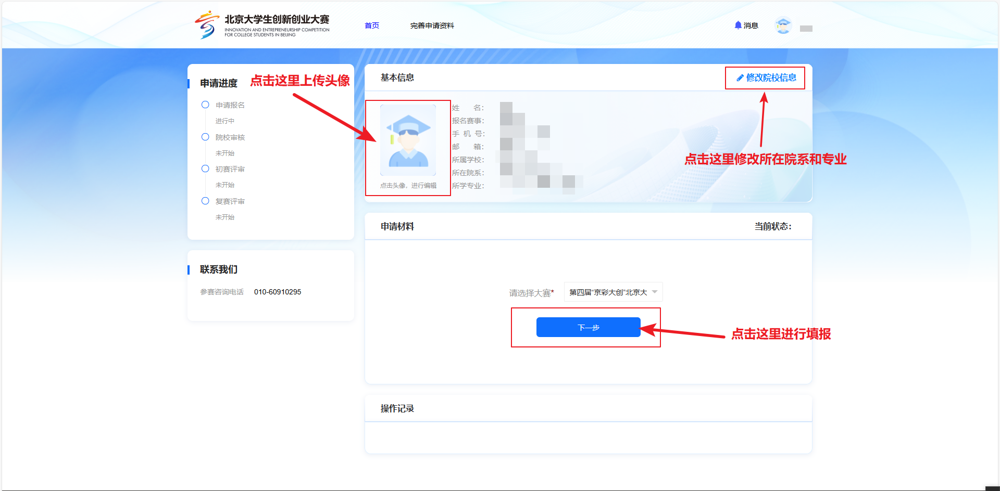 北京大学生创新创业大赛
INNOVATION AND ENTREPRENEURSHIP COMPETITION
FOR COLLEGE STUDENTS IN BEIJING
首页
完善申请资料
消息
申请进度
点击这里上传头像
申请报名
进行中
院校审核
未开始
初赛评审
未开始
复赛评审
未开始
联系我们
参赛咨询电话 010-60910295
基本信息
修改院校信息
点击头像，进行编辑
姓 名：
报名赛事：
手 机 号：
邮 箱：
所属学校：
所在院系：
所学专业：
点击这里修改所在院系和专业
申请材料
当前状态：
请选择大赛* 第四届“京彩大创”北京大
下一步
点击这里进行填报
操作记录